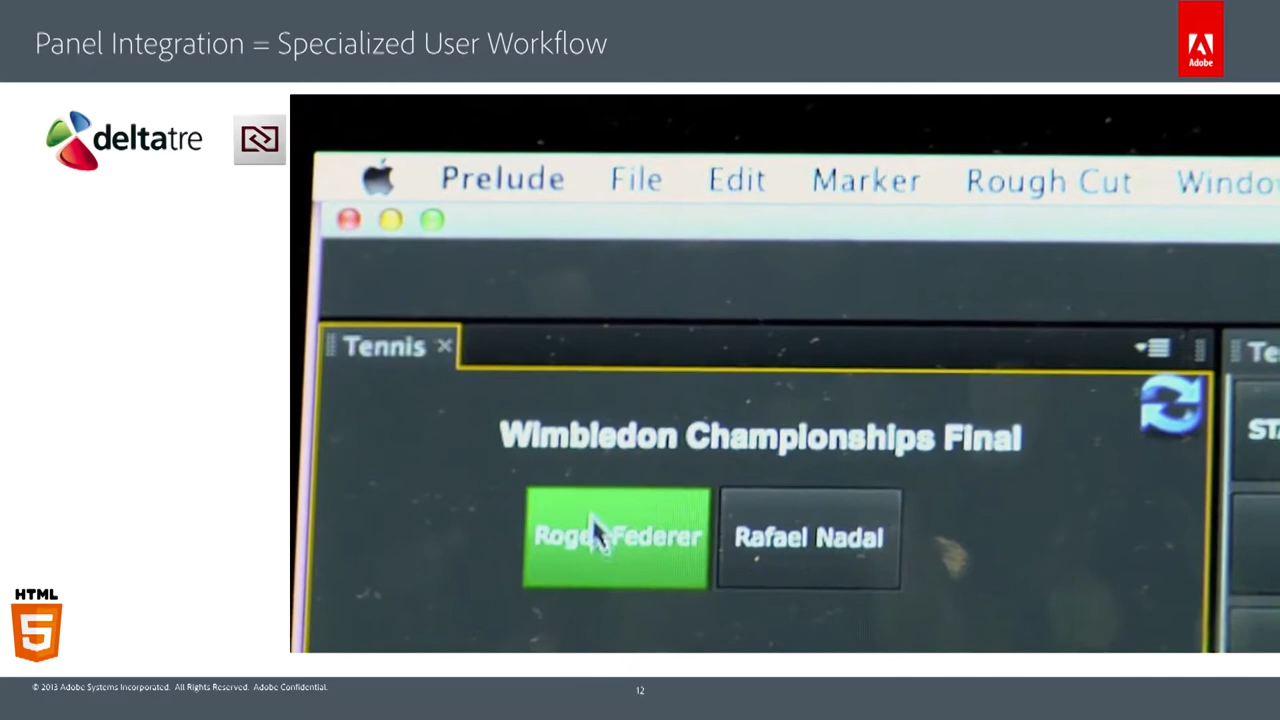 Panel Integration = Specialized User Workflow
Adobe
deltatre
Prelude File Edit Marker Rough Cut
Tennis
Wimbledon Championships Final
Roger Federer
Rafael Nadal
HTML
5
© 2013 Adobe Systems Incorporated. All Rights Reserved. Adobe Confidential.
12